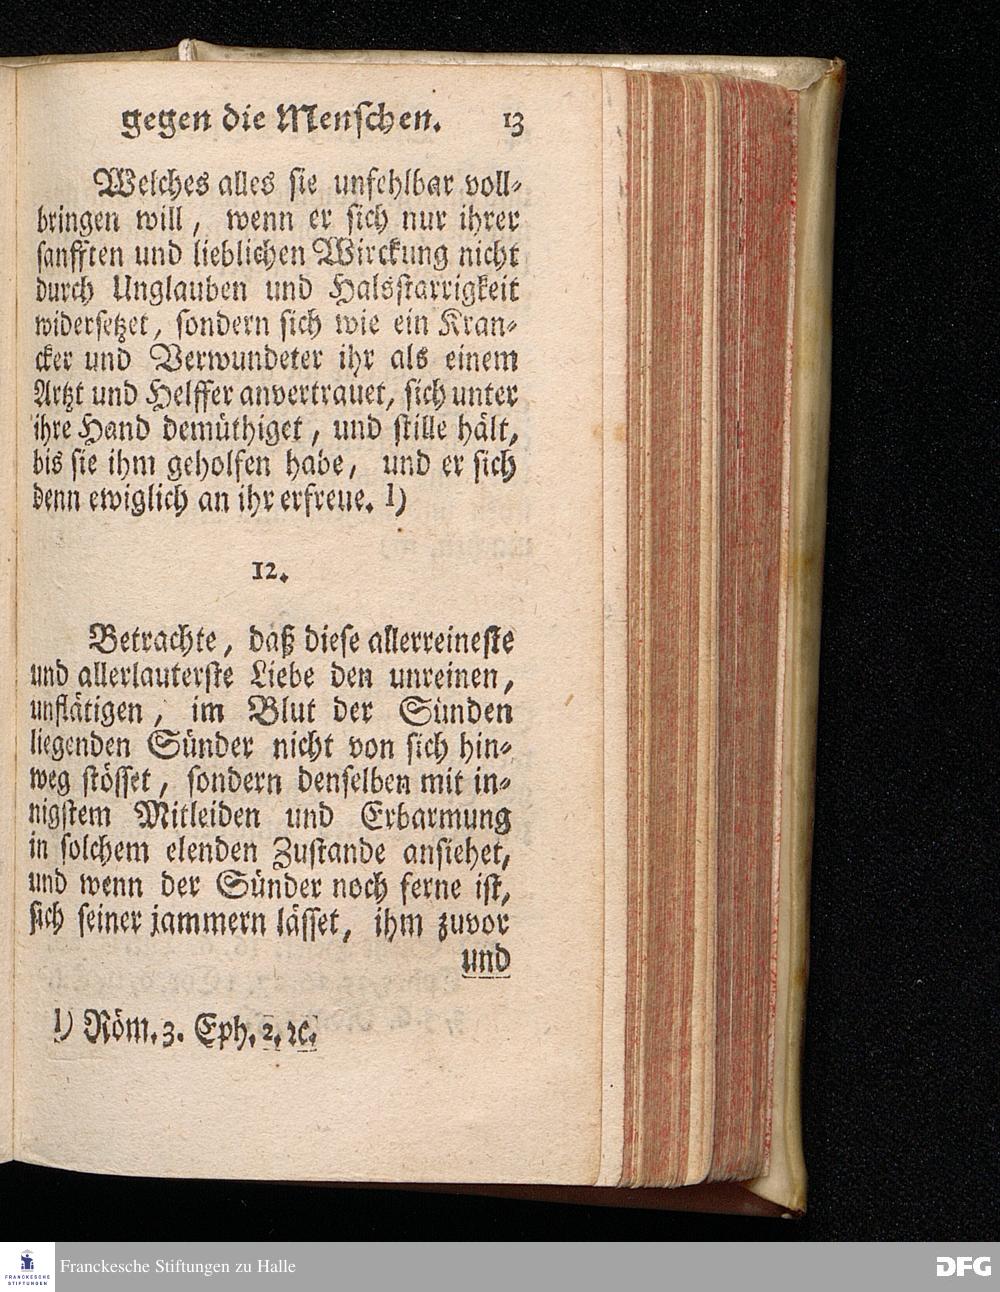 gegen die Menschen. 13
Welches alles sie unfehlbar voll-
bringen will, wenn er sich nur ihrer
sanfften und lieblichen Wirckung nicht
durch Unglauben und Halsstarrigkeit
widersetzet, sondern sich wie ein Kran-
cker und Verwundeter ihr als einem
Artzt und Helffer anvertrauet, sich unter
ihre Hand demüthiget, und stille hält,
bis sie ihm geholfen habe, und er sich
denn ewiglich an ihr erfreue. l)
12.
Betrachte, daß diese allerreineste
und allerlauterste Liebe den unreinen,
unflätigen, im Blut der Sünden
liegenden Sünder nicht von sich hin-
weg stösset, sondern denselben mit in-
nigstem Mitleiden und Erbarmung
in solchem elenden Zustande ansiehet,
und wenn der Sünder noch ferne ist,
sich seiner jammern lässet, ihm zuvor
und
l) Röm. 3. Eph. 2. ꝛc.
FRANCKESCHE
STIFTUNGEN
Franckesche Stiftungen zu Halle
DFG